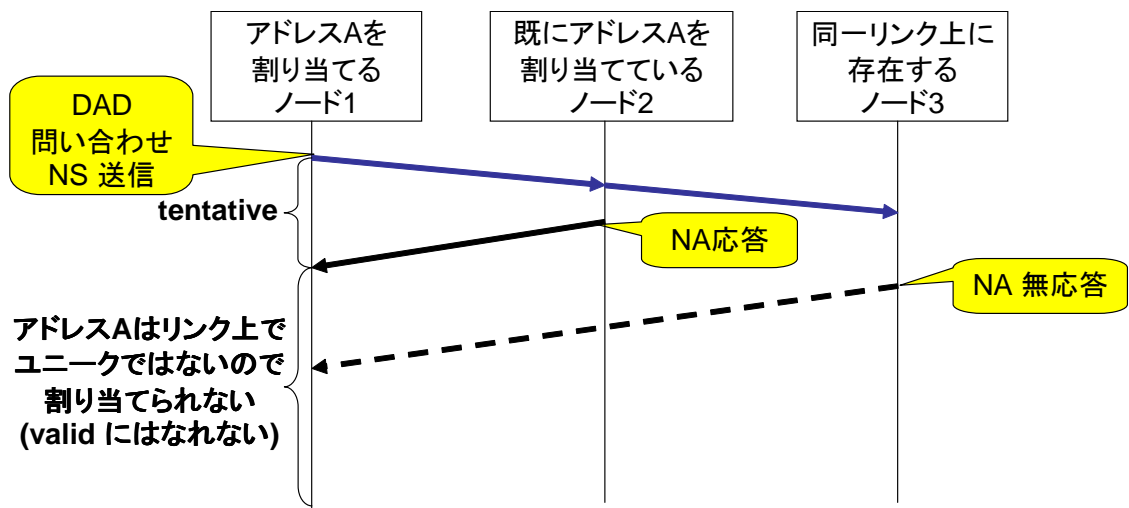 アドレスAを
割り当てる
ノード1
既にアドレスAを
割り当てている
ノード2
同一リンク上に
存在する
ノード3
DAD
問い合わせ
NS 送信
tentative
NA応答
NA 無応答
アドレスAはリンク上で
ユニークではないので
割り当てられない
(valid にはなれない)